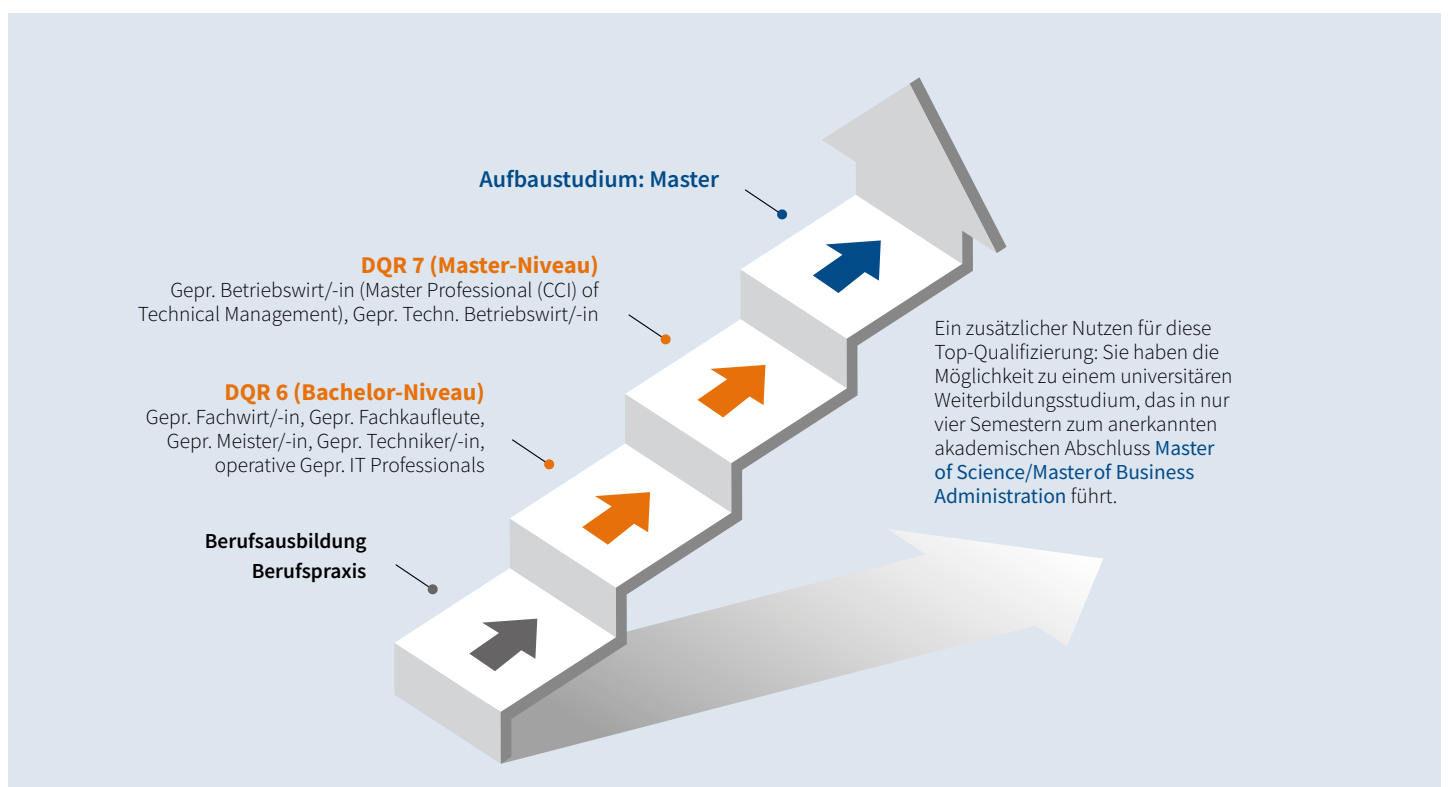 Aufbaustudium: Master
DQR 7 (Master-Niveau)
Gepr. Betriebswirt/-in (Master Professional (CCI) of
Technical Management), Gepr. Techn. Betriebswirt/-in
DQR 6 (Bachelor-Niveau)
Gepr. Fachwirt/-in, Gepr. Fachkaufleute,
Gepr. Meister/-in, Gepr. Techniker/-in,
operative Gepr. IT Professionals
Berufsausbildung
Berufspraxis
Ein zusätzlicher Nutzen für diese
Top-Qualifizierung: Sie haben die
Möglichkeit zu einem universitären
Weiterbildungsstudium, das in nur
vier Semestern zum anerkannten
akademischen Abschluss Master
of Science/Masterof Business
Administration führt.